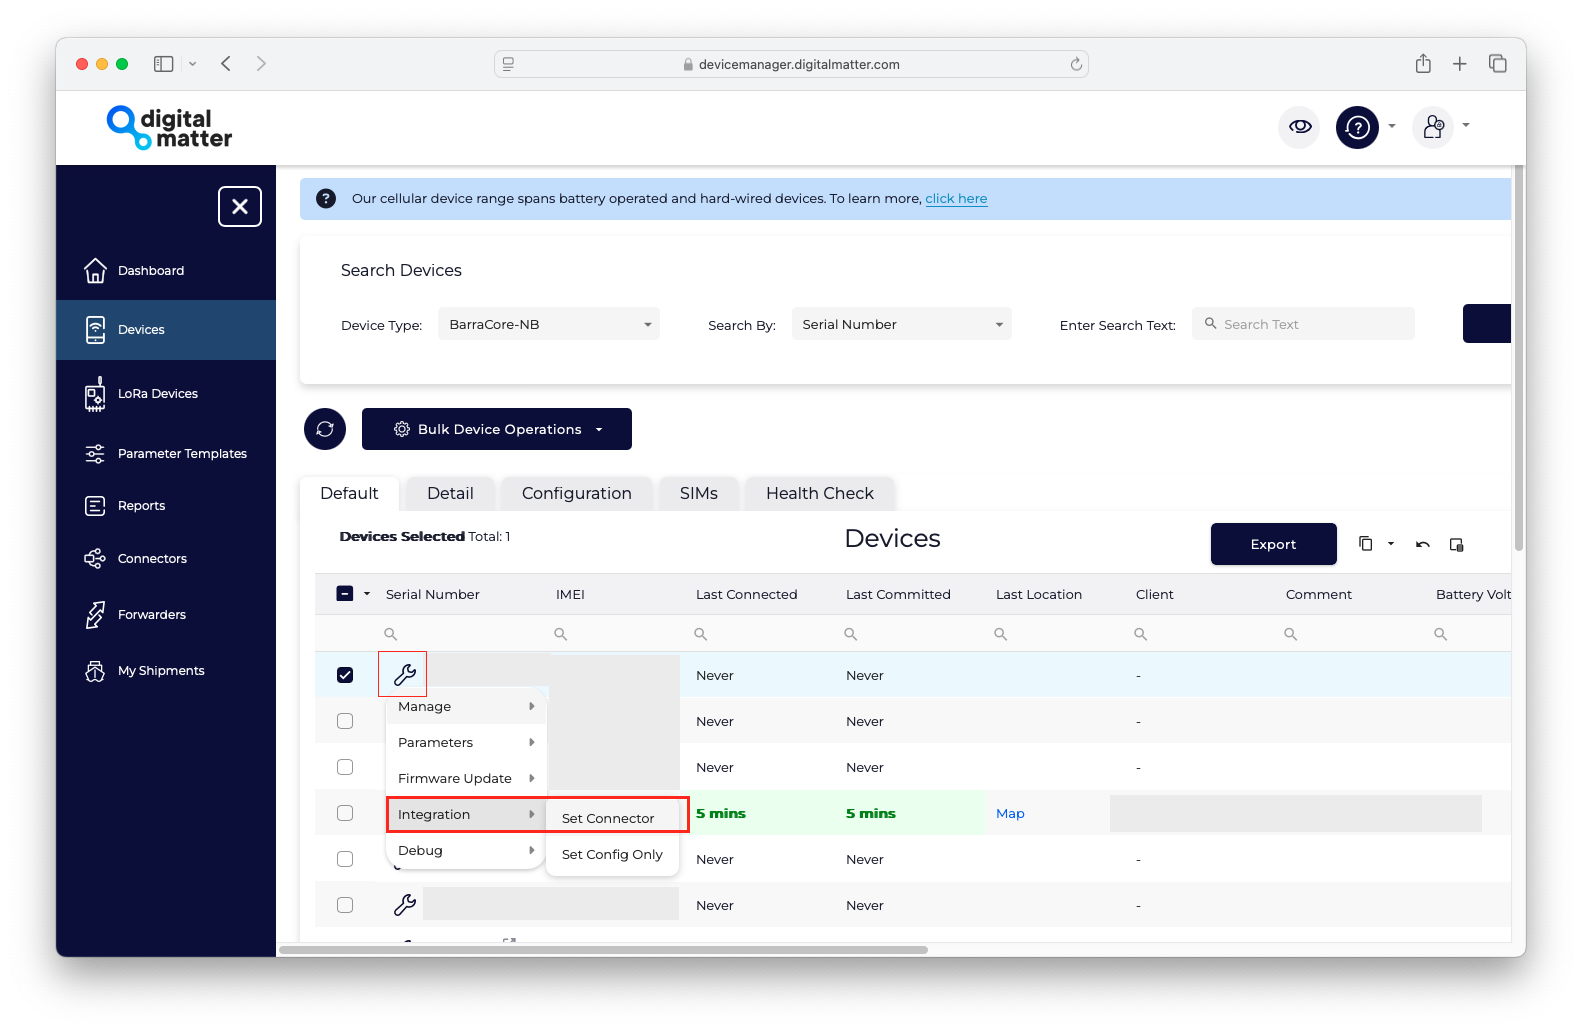 devicemanager.digitalmatter.com
digital
matter
Our cellular device range spans battery operated and hard-wired devices. To learn more, click here
Dashboard
Devices
LoRa Devices
Parameter Templates
Reports
Connectors
Forwarders
My Shipments
Search Devices
Device Type: BarraCore-NB Search By: Serial Number Enter Search Text: Search Text
Bulk Device Operations
Default Detail Configuration SIMs Health Check
Devices Selected Total: 1 Devices Export
Serial Number IMEI Last Connected Last Committed Last Location Client Comment Battery Volt
Never Never -
Manage Never Never -
Parameters
Firmware Update Never Never -
Integration Set Connector 5 mins 5 mins Map
Debug Set Config Only Never Never -
Never Never -